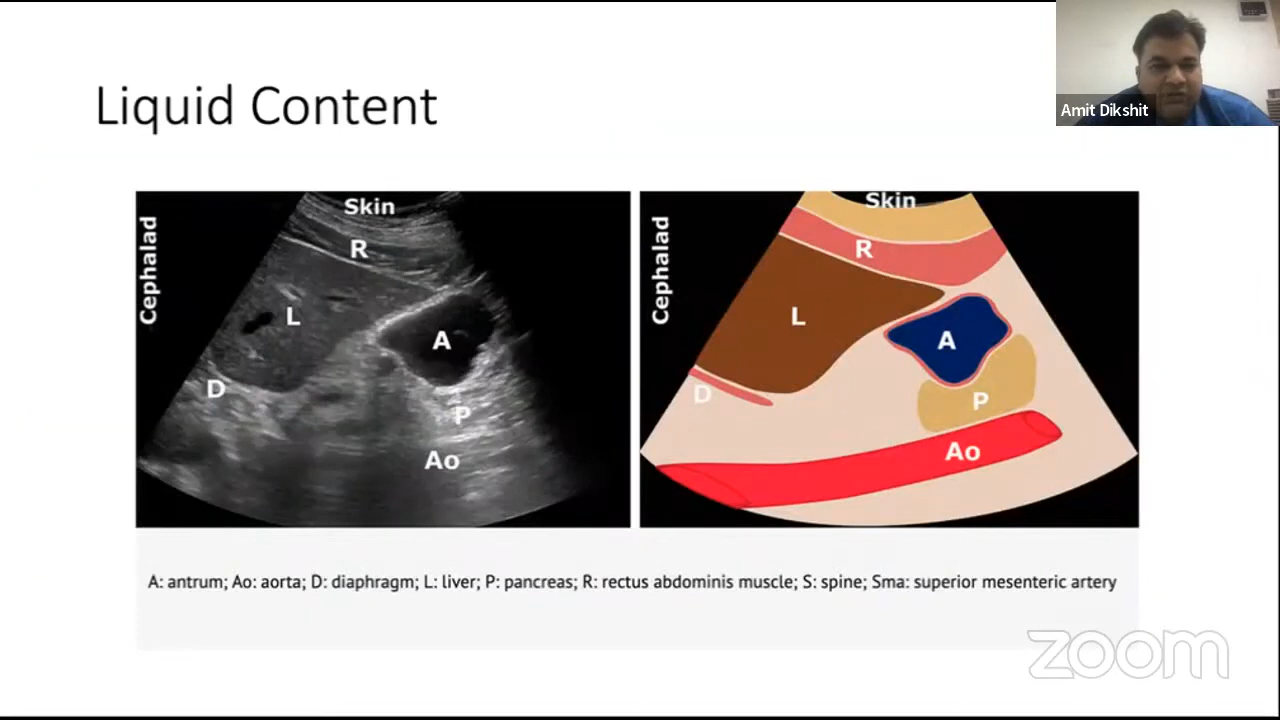 Liquid Content
Amit Dikshit
Cephalad
Skin
R
L
A
D
P
Ao
Cephalad
Skin
R
L
A
D
P
Ao
A: antrum; Ao: aorta; D: diaphragm; L: liver; P: pancreas; R: rectus abdominis muscle; S: spine; Sma: superior mesenteric artery
zoom